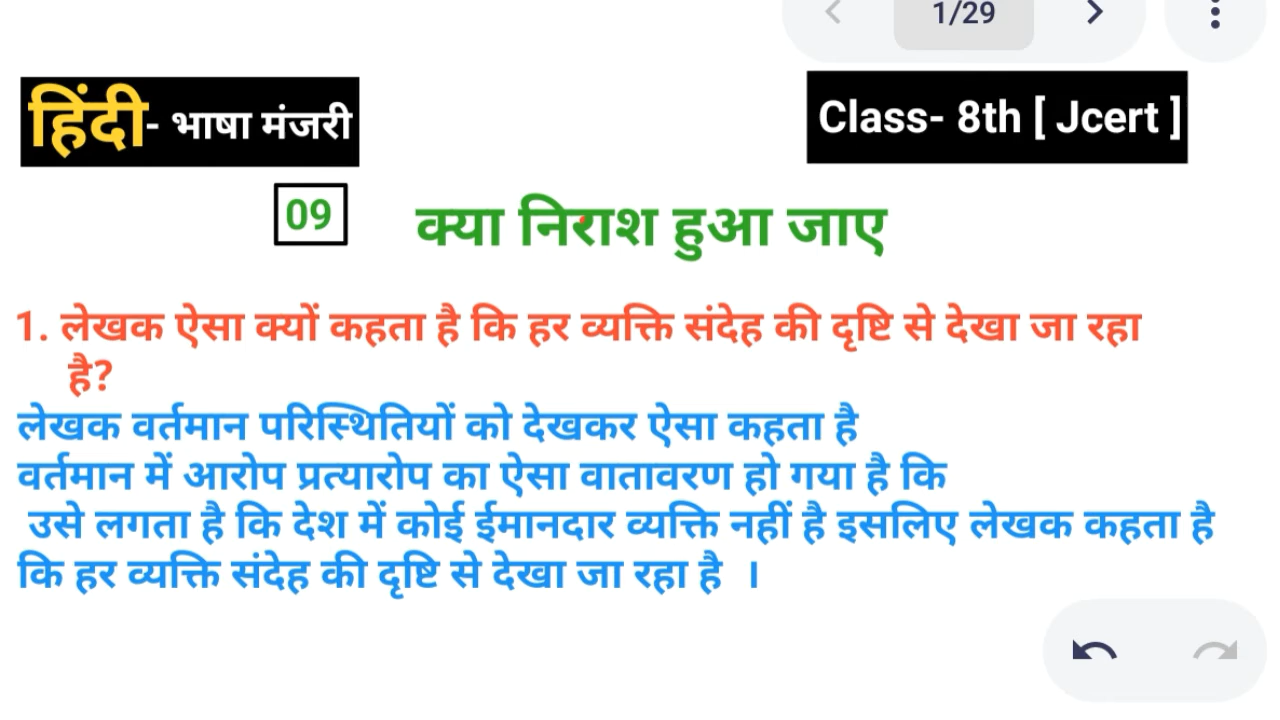 1/29
हिंदी- भाषा मंजरी
Class- 8th [ Jcert ]
09 क्या निराश हुआ जाए
1. लेखक ऐसा क्यों कहता है कि हर व्यक्ति संदेह की दृष्टि से देखा जा रहा
है?
लेखक वर्तमान परिस्थितियों को देखकर ऐसा कहता है
वर्तमान में आरोप प्रत्यारोप का ऐसा वातावरण हो गया है कि
उसे लगता है कि देश में कोई ईमानदार व्यक्ति नहीं है इसलिए लेखक कहता है
कि हर व्यक्ति संदेह की दृष्टि से देखा जा रहा है ।